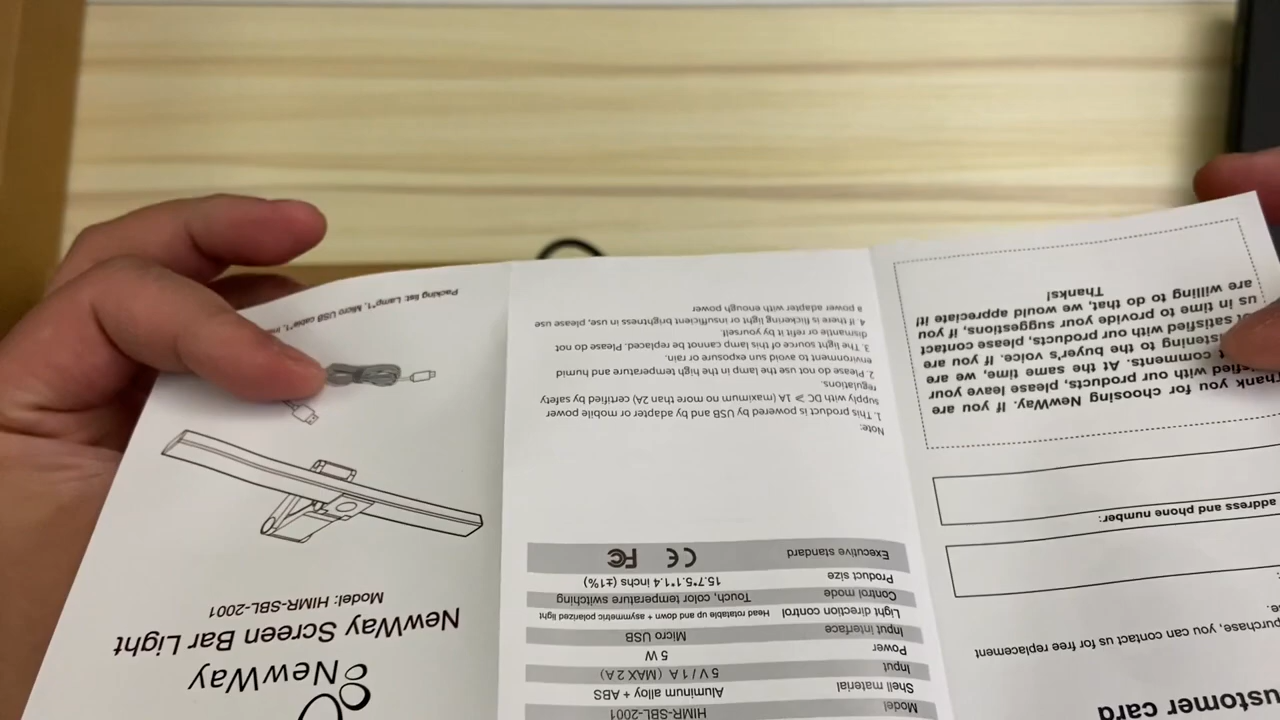 NewWay
NewWay Screen Bar Light
Model: HIMR-SBL-2001
Packing list: Lamp*1, Micro USB cable*1,
Model HIMR-SBL-2001
Shell material Aluminum alloy + ABS
Input 5V/1A (MAX 2A)
Power 5W
Input interface Micro USB
Light direction control Head rotatable up and down + asymmetric polarized light
Control mode Touch, color temperature switching
Product size 15.7*5.1*1.4 inchs (±1%)
Executive standard CE FC
Note:
1. This product is powered by USB and by adapter or mobile power
supply with DC ⩾ 1A (maximum no more than 2A) certified by safety
regulations.
2. Please do not use the lamp in the high temperature and humid
environment to avoid sun exposure or rain.
3. The light source of this lamp cannot be replaced. Please do not
dismantle or refit it by yourself.
4. If there is flickering light or insufficient brightness in use, please use
a power adapter with enough power
ustomer card
purchase, you can contact us for free replacement
address and phone number:
Thank you for choosing NewWay. If you are
with our products, please leave your
comments. At the same time, we are
listening to the buyer's voice. If you are
satisfied with our products, please contact
us in time to provide your suggestions, If you
are willing to do that, we would appreciate it!
Thanks!